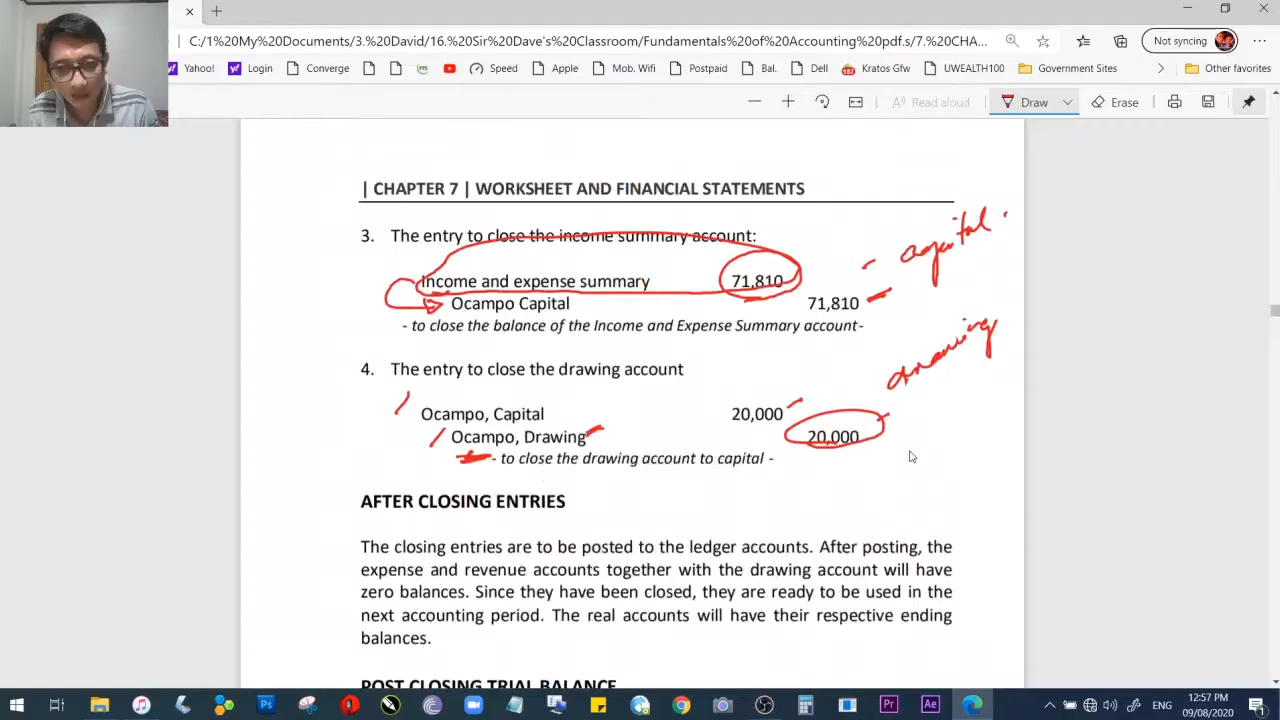 C:/1%20My%20Documents/3.%20David/16.%20Sir%20Dave's%20Classroom/Fundamentals%20of%20Accounting%20pdf.s/7.%20CHA...
Not syncing
Yahoo!
Login
Converge
Speed
Apple
Mob. Wifi
Postpaid
Bal.
Dell
Kratos Gfw
UWEALTH100
Government Sites
Other favorites
Read aloud
Draw
Erase
| CHAPTER 7 | WORKSHEET AND FINANCIAL STATEMENTS
3. The entry to close the income summary account:
capital
Income and expense summary 71,810
Ocampo Capital 71,810
- to close the balance of the Income and Expense Summary account-
drawing
4. The entry to close the drawing account
Ocampo, Capital 20,000
Ocampo, Drawing 20,000
- to close the drawing account to capital -
AFTER CLOSING ENTRIES
The closing entries are to be posted to the ledger accounts. After posting, the
expense and revenue accounts together with the drawing account will have
zero balances. Since they have been closed, they are ready to be used in the
next accounting period. The real accounts will have their respective ending
balances.
POST CLOSING TRIAL BALANCE
Ps
Pr
Ae
ENG
12:57 PM
09/08/2020